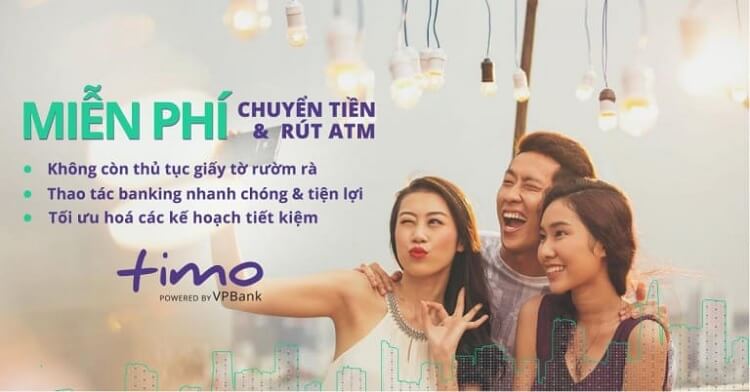 MIỄN PHÍ CHUYỂN TIỀN
& RÚT ATM
Không còn thủ tục giấy tờ rườm rà
Thao tác banking nhanh chóng & tiện lợi
Tối ưu hoá các kế hoạch tiết kiệm
timo
POWERED BY VPBank